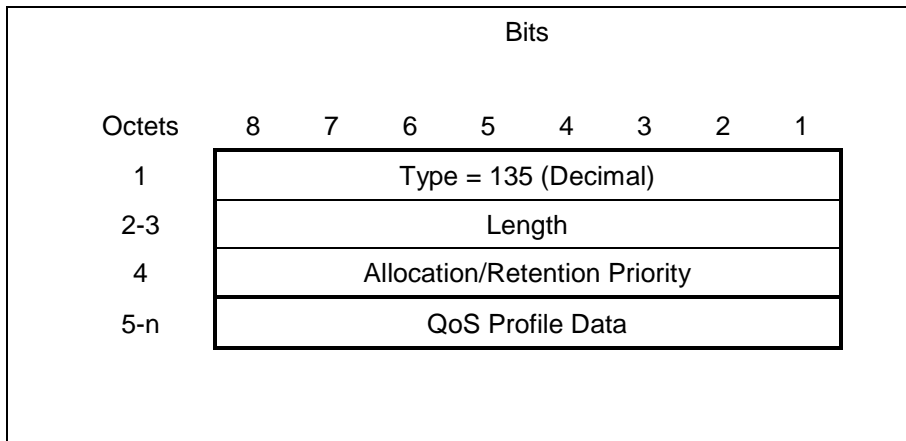 Bits
Octets 8 7 6 5 4 3 2 1
1 Type = 135 (Decimal)
2-3 Length
4 Allocation/Retention Priority
5-n QoS Profile Data